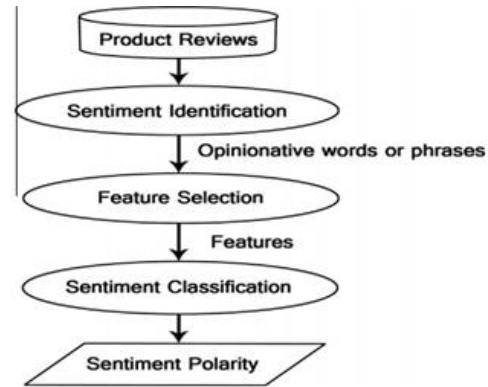 Product Reviews
Sentiment Identification
Opinionative words or phrases
Feature Selection
Features
Sentiment Classification
Sentiment Polarity